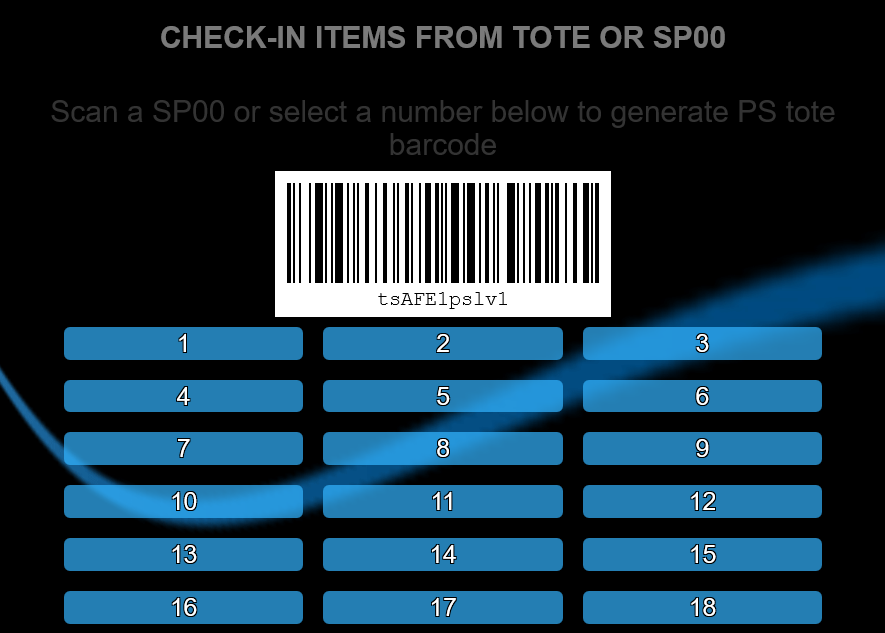 CHECK-IN ITEMS FROM TOTE OR SP00
Scan a SP00 or select a number below to generate PS tote
barcode
tsAFE1pslv1
1 2 3
4 5 6
7 8 9
10 11 12
13 14 15
16 17 18